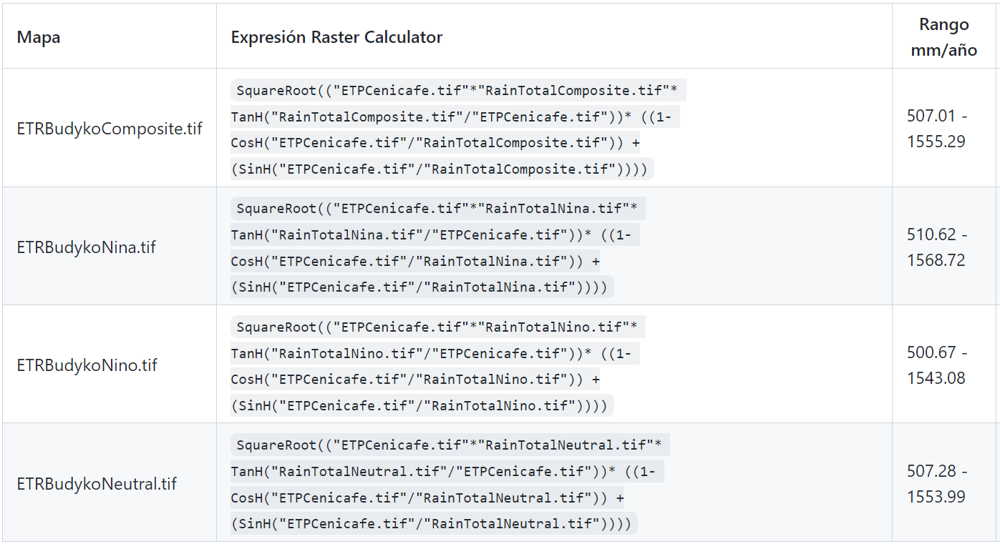 Mapa
Expresión Raster Calculator
Rango
mm/año
ETRBudykoComposite.tif
SquareRoot(("ETPCenicafe.tif"*"RainTotalComposite.tif"*
TanH("RainTotalComposite.tif"/"ETPCenicafe.tif"))* ((1-
CosH("ETPCenicafe.tif"/"RainTotalComposite.tif")) +
(SinH("ETPCenicafe.tif"/"RainTotalComposite.tif"))))
507.01 -
1555.29
ETRBudykoNina.tif
SquareRoot(("ETPCenicafe.tif"*"RainTotalNina.tif"*
TanH("RainTotalNina.tif"/"ETPCenicafe.tif"))* ((1-
CosH("ETPCenicafe.tif"/"RainTotalNina.tif")) +
(SinH("ETPCenicafe.tif"/"RainTotalNina.tif"))))
510.62 -
1568.72
ETRBudykoNino.tif
SquareRoot(("ETPCenicafe.tif"*"RainTotalNino.tif"*
TanH("RainTotalNino.tif"/"ETPCenicafe.tif"))* ((1-
CosH("ETPCenicafe.tif"/"RainTotalNino.tif")) +
(SinH("ETPCenicafe.tif"/"RainTotalNino.tif"))))
500.67 -
1543.08
ETRBudykoNeutral.tif
SquareRoot(("ETPCenicafe.tif"*"RainTotalNeutral.tif"*
TanH("RainTotalNeutral.tif"/"ETPCenicafe.tif"))* ((1-
CosH("ETPCenicafe.tif"/"RainTotalNeutral.tif")) +
(SinH("ETPCenicafe.tif"/"RainTotalNeutral.tif"))))
507.28 -
1553.99